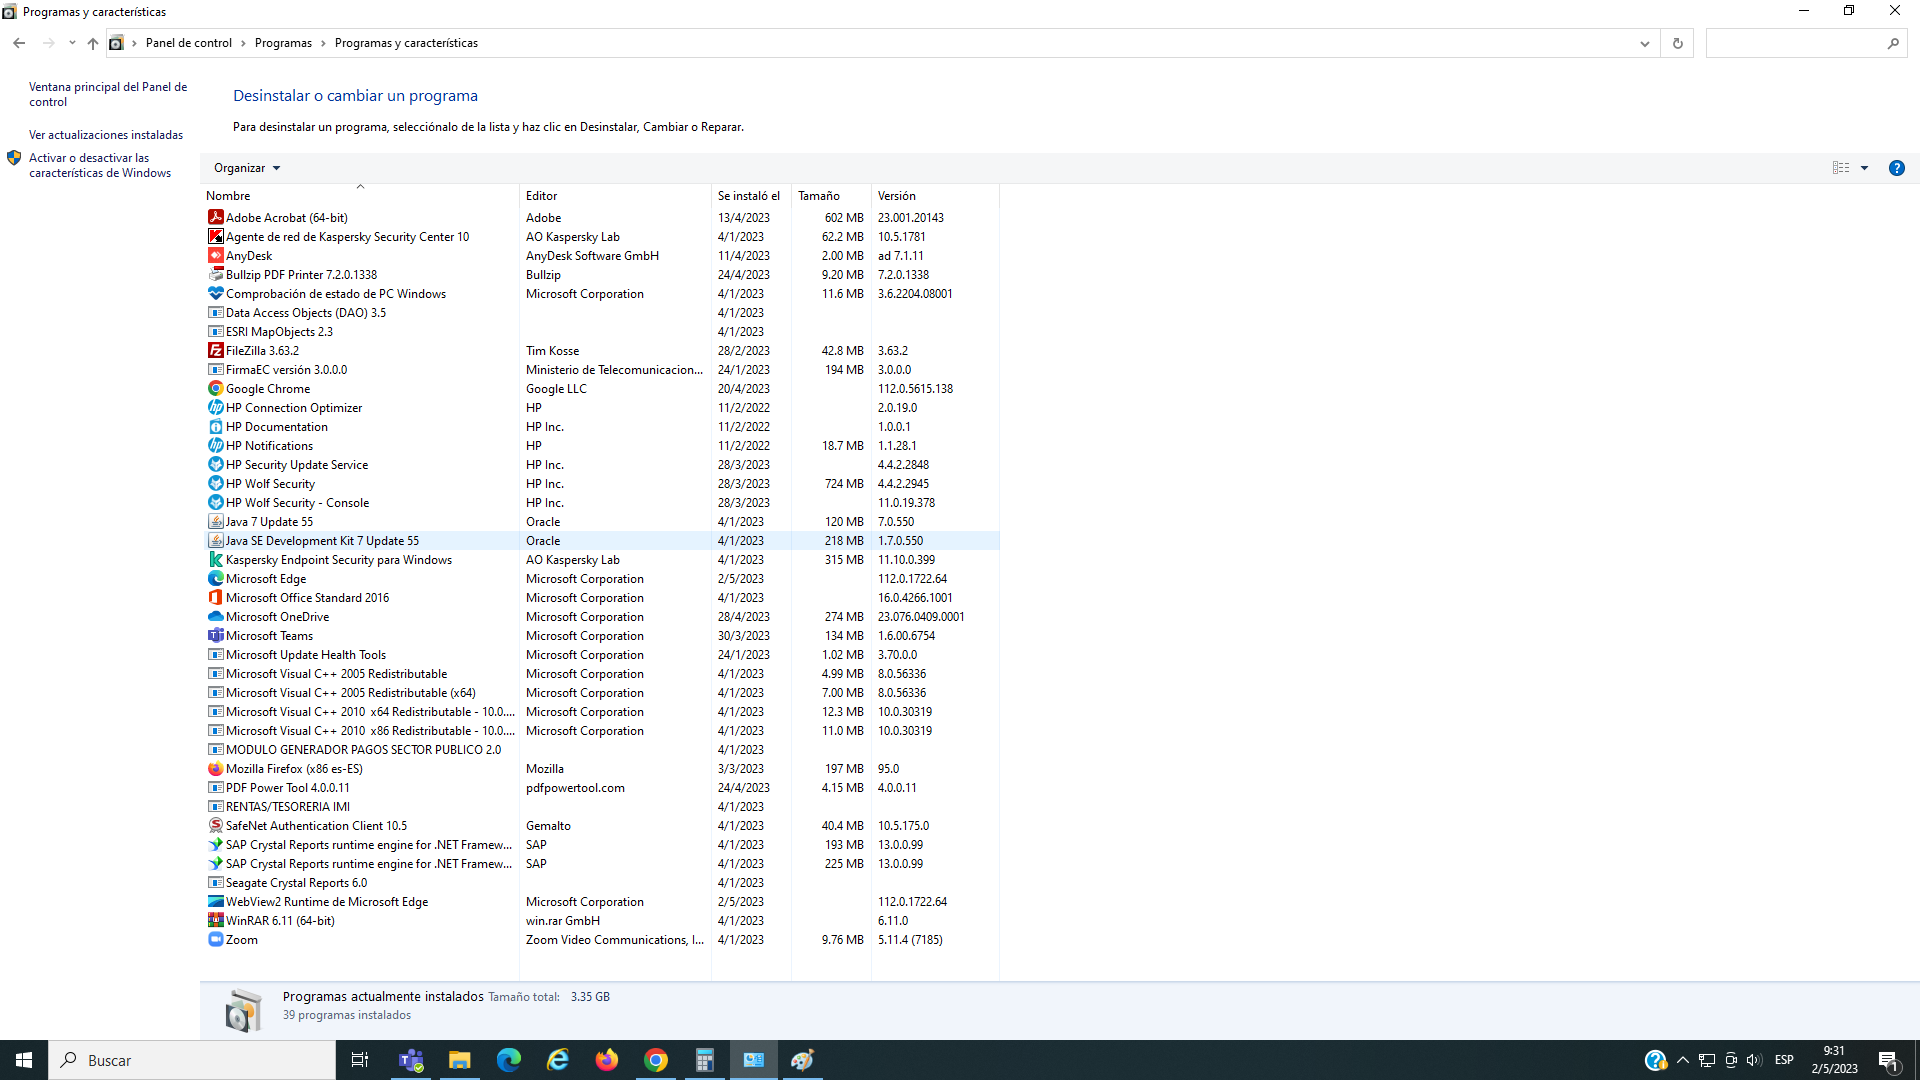 Programas y características
Panel de control › Programas › Programas y características
Ventana principal del Panel de
control
Ver actualizaciones instaladas
Activar o desactivar las
características de Windows
Desinstalar o cambiar un programa
Para desinstalar un programa, selecciónalo de la lista y haz clic en Desinstalar, Cambiar o Reparar.
Organizar
Nombre Editor Se instaló el Tamaño Versión
Adobe Acrobat (64-bit) Adobe 13/4/2023 602 MB 23.001.20143
Agente de red de Kaspersky Security Center 10 AO Kaspersky Lab 4/1/2023 62.2 MB 10.5.1781
AnyDesk AnyDesk Software GmbH 11/4/2023 2.00 MB ad 7.1.11
Bullzip PDF Printer 7.2.0.1338 Bullzip 24/4/2023 9.20 MB 7.2.0.1338
Comprobación de estado de PC Windows Microsoft Corporation 4/1/2023 11.6 MB 3.6.2204.08001
Data Access Objects (DAO) 3.5 4/1/2023
ESRI MapObjects 2.3 4/1/2023
FileZilla 3.63.2 Tim Kosse 28/2/2023 42.8 MB 3.63.2
FirmaEC versión 3.0.0.0 Ministerio de Telecomunicacion... 24/1/2023 194 MB 3.0.0.0
Google Chrome Google LLC 20/4/2023 112.0.5615.138
HP Connection Optimizer HP 11/2/2022 2.0.19.0
HP Documentation HP Inc. 11/2/2022 1.0.0.1
HP Notifications HP 11/2/2022 18.7 MB 1.1.28.1
HP Security Update Service HP Inc. 28/3/2023 4.4.2.2848
HP Wolf Security HP Inc. 28/3/2023 724 MB 4.4.2.2945
HP Wolf Security - Console HP Inc. 28/3/2023 11.0.19.378
Java 7 Update 55 Oracle 4/1/2023 120 MB 7.0.550
Java SE Development Kit 7 Update 55 Oracle 4/1/2023 218 MB 1.7.0.550
Kaspersky Endpoint Security para Windows AO Kaspersky Lab 4/1/2023 315 MB 11.10.0.399
Microsoft Edge Microsoft Corporation 2/5/2023 112.0.1722.64
Microsoft Office Standard 2016 Microsoft Corporation 4/1/2023 16.0.4266.1001
Microsoft OneDrive Microsoft Corporation 28/4/2023 274 MB 23.076.0409.0001
Microsoft Teams Microsoft Corporation 30/3/2023 134 MB 1.6.00.6754
Microsoft Update Health Tools Microsoft Corporation 24/1/2023 1.02 MB 3.70.0.0
Microsoft Visual C++ 2005 Redistributable Microsoft Corporation 4/1/2023 4.99 MB 8.0.56336
Microsoft Visual C++ 2005 Redistributable (x64) Microsoft Corporation 4/1/2023 7.00 MB 8.0.56336
Microsoft Visual C++ 2010 x64 Redistributable - 10.0.... Microsoft Corporation 4/1/2023 12.3 MB 10.0.30319
Microsoft Visual C++ 2010 x86 Redistributable - 10.0.... Microsoft Corporation 4/1/2023 11.0 MB 10.0.30319
MODULO GENERADOR PAGOS SECTOR PUBLICO 2.0 4/1/2023
Mozilla Firefox (x86 es-ES) Mozilla 3/3/2023 197 MB 95.0
PDF Power Tool 4.0.0.11 pdfpowertool.com 24/4/2023 4.15 MB 4.0.0.11
RENTAS/TESORERIA IMI 4/1/2023
SafeNet Authentication Client 10.5 Gemalto 4/1/2023 40.4 MB 10.5.175.0
SAP Crystal Reports runtime engine for .NET Framew... SAP 4/1/2023 193 MB 13.0.0.99
SAP Crystal Reports runtime engine for .NET Framew... SAP 4/1/2023 225 MB 13.0.0.99
Seagate Crystal Reports 6.0 4/1/2023
WebView2 Runtime de Microsoft Edge Microsoft Corporation 2/5/2023 112.0.1722.64
WinRAR 6.11 (64-bit) win.rar GmbH 4/1/2023 6.11.0
Zoom Zoom Video Communications, I... 4/1/2023 9.76 MB 5.11.4 (7185)
Programas actualmente instalados Tamaño total: 3.35 GB
39 programas instalados
Buscar
ESP
9:31
2/5/2023
1